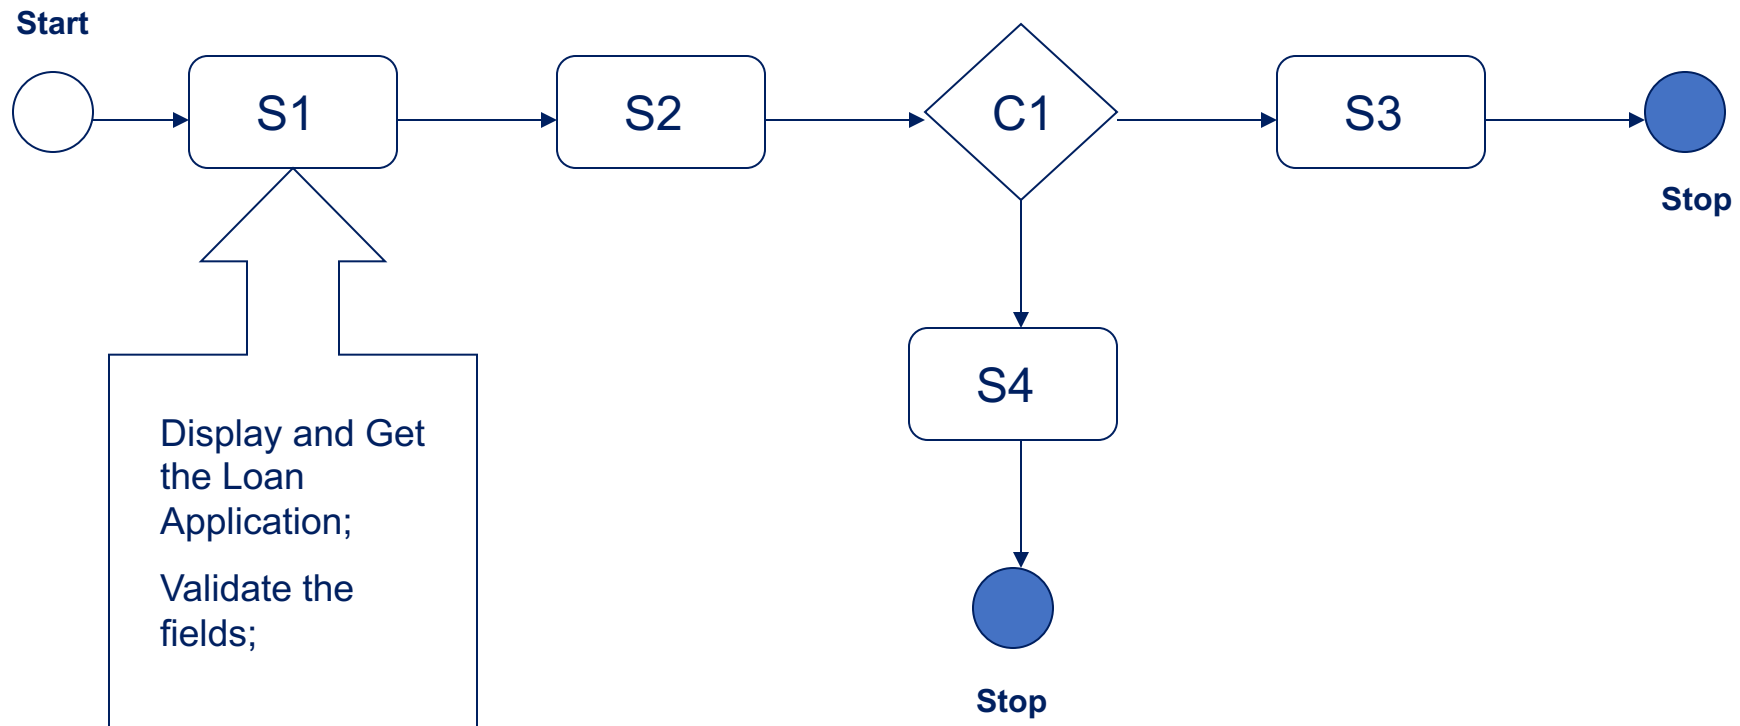 Start
S1
S2
C1
S3
Stop
S4
Display and Get
the Loan
Application;
Validate the
fields;
Stop